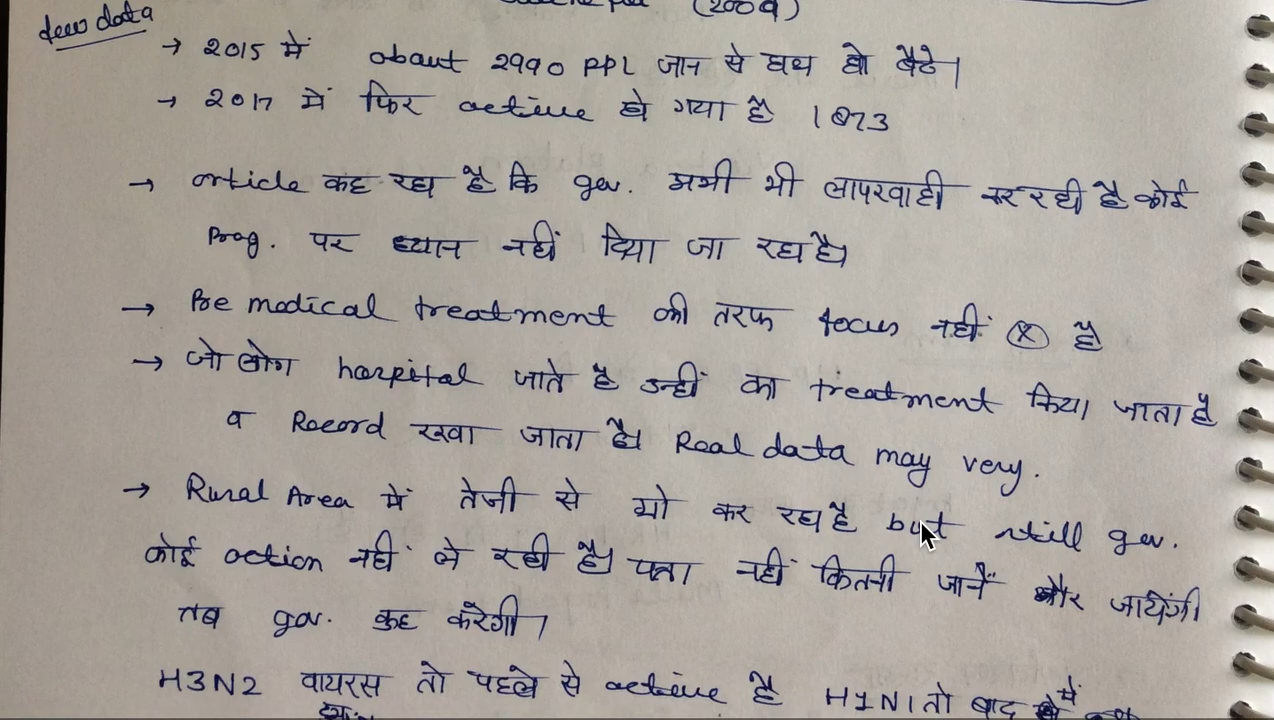 (2009)
few data
→ 2015 में about 2990 PPL जान से हाथ धो बैठे।
→ 2017 में फिर active हो गया है 1873
→ article कह रहा है कि gov. अभी भी लापरवाही कर रही है कोई
Prog. पर ध्यान नहीं दिया जा रहा है।
→ Pre medical treatment की तरफ focus नहीं ⓧ है
→ जो लोग hospital जाते है उन्हीं का treatment किया जाता है
व Record रखा जाता है। Real data may very.
→ Rural Area में तेजी से ग्रो कर रहा है but still gov.
कोई action नहीं ले रही है। पता नहीं कितनी जानें और जायेंगी
तब gov. कुछ करेगी।
H3N2 वायरस तो पहले से active है H1N1 तो बाद में